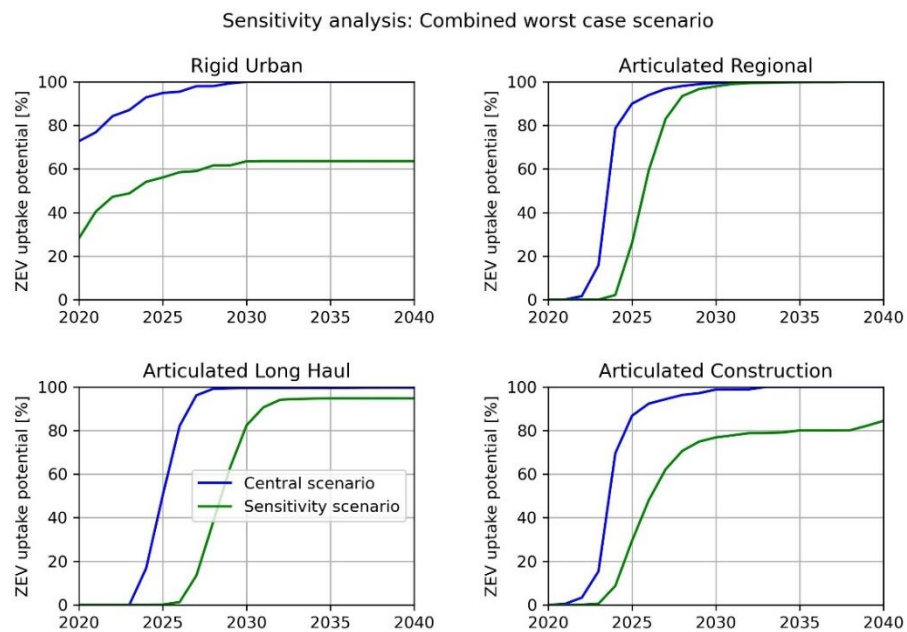 Sensitivity analysis: Combined worst case scenario
Rigid Urban
ZEV uptake potential [%]
100
80
60
40
20
0
2020 2025 2030 2035 2040
Articulated Regional
ZEV uptake potential [%]
100
80
60
40
20
0
2020 2025 2030 2035 2040
Articulated Long Haul
ZEV uptake potential [%]
100
80
60
40
20
0
Central scenario
Sensitivity scenario
2020 2025 2030 2035 2040
Articulated Construction
ZEV uptake potential [%]
100
80
60
40
20
0
2020 2025 2030 2035 2040